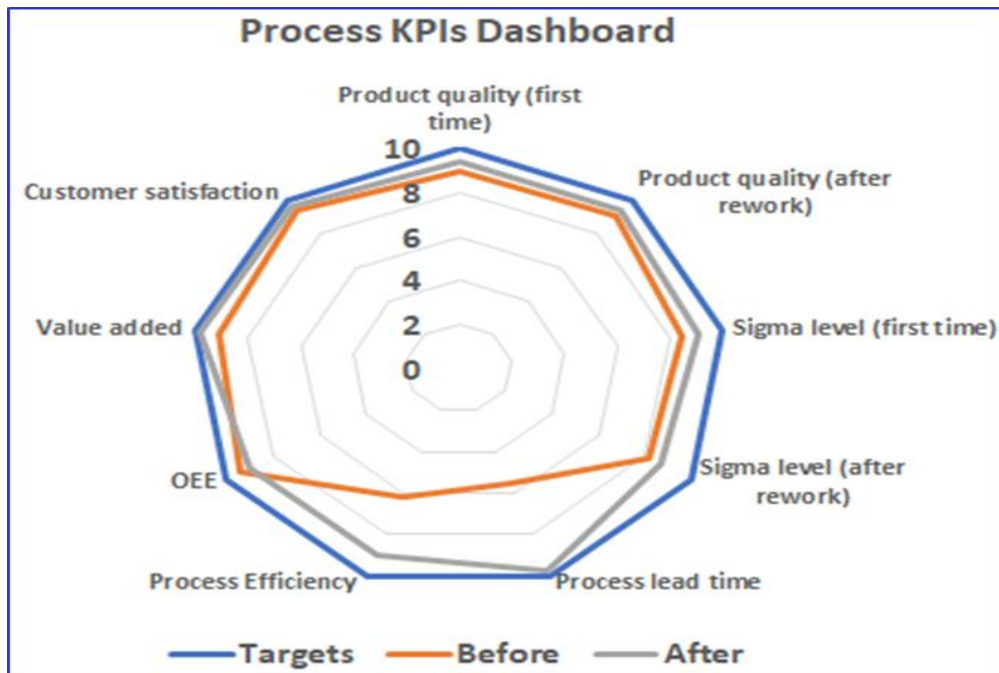 Process KPIs Dashboard
Product quality (first
time)
10
8
6
4
2
0
Product quality (after
rework)
Sigma level (first time)
Sigma level (after
rework)
Process lead time
Process Efficiency
OEE
Value added
Customer satisfaction
Targets Before After